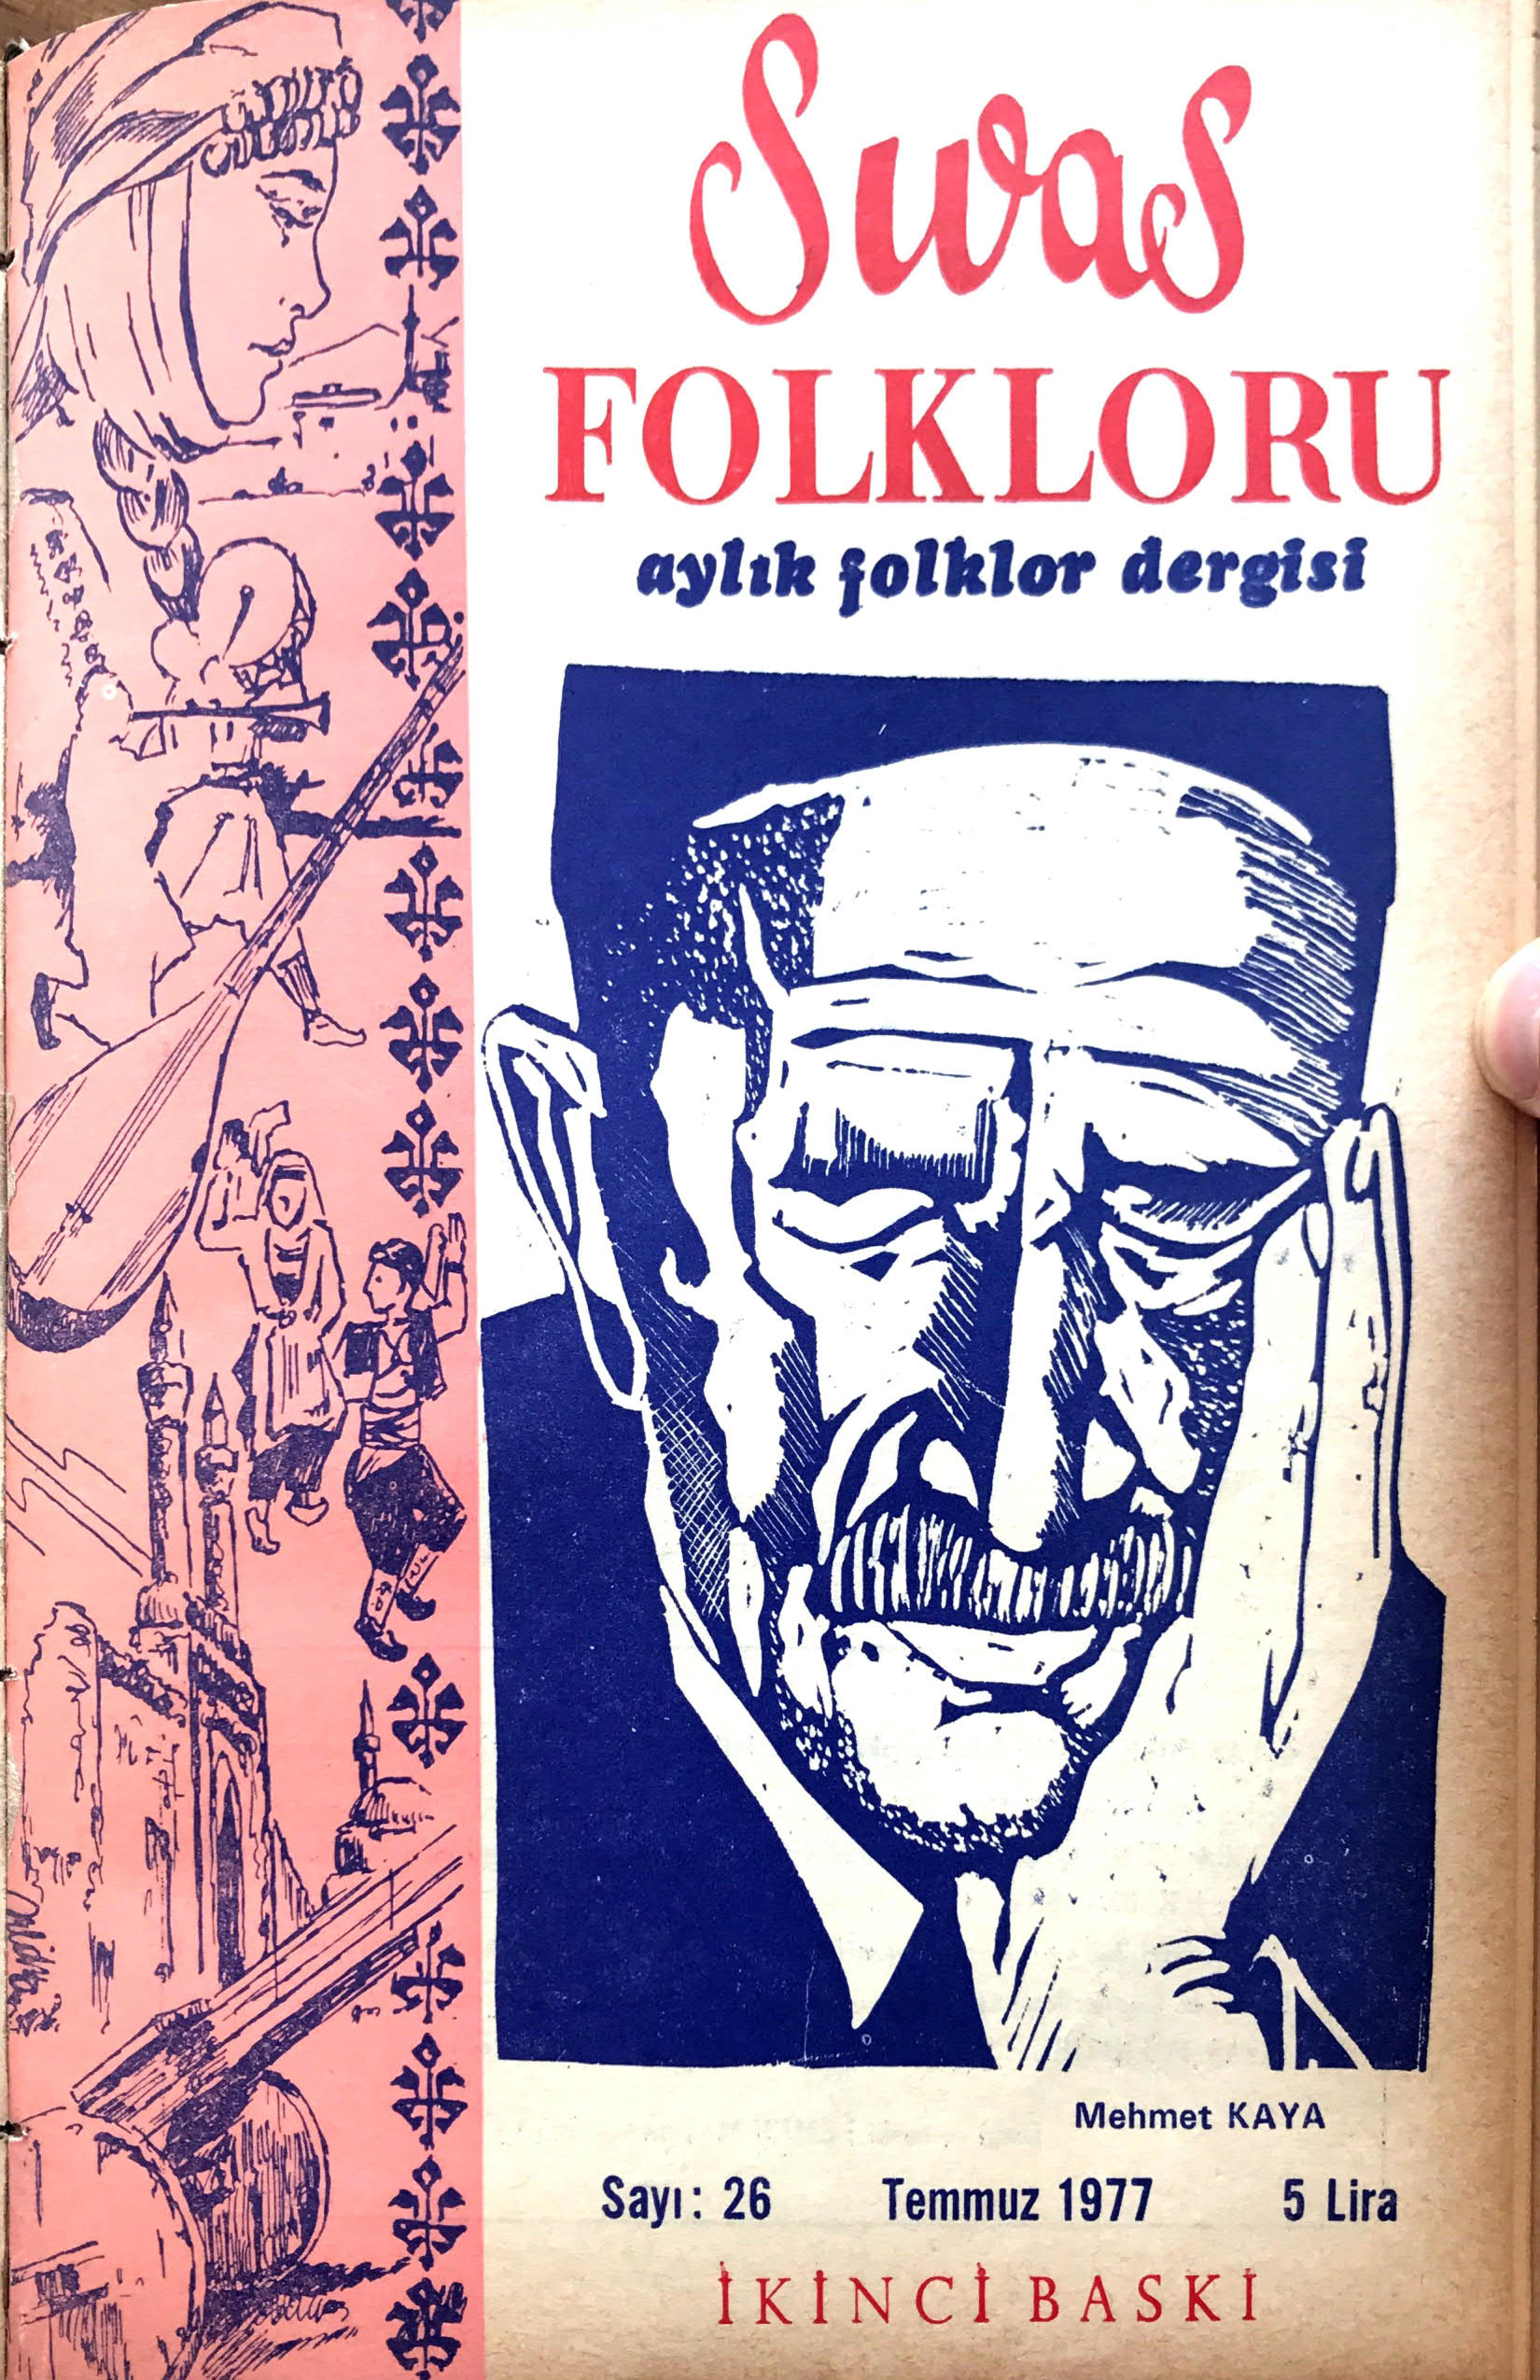 Sivas
FOLKLORU
aylık folklor dergisi
Mehmet KAYA
Sayı: 26 Temmuz 1977 5 Lira
İKİNCİ BASKI